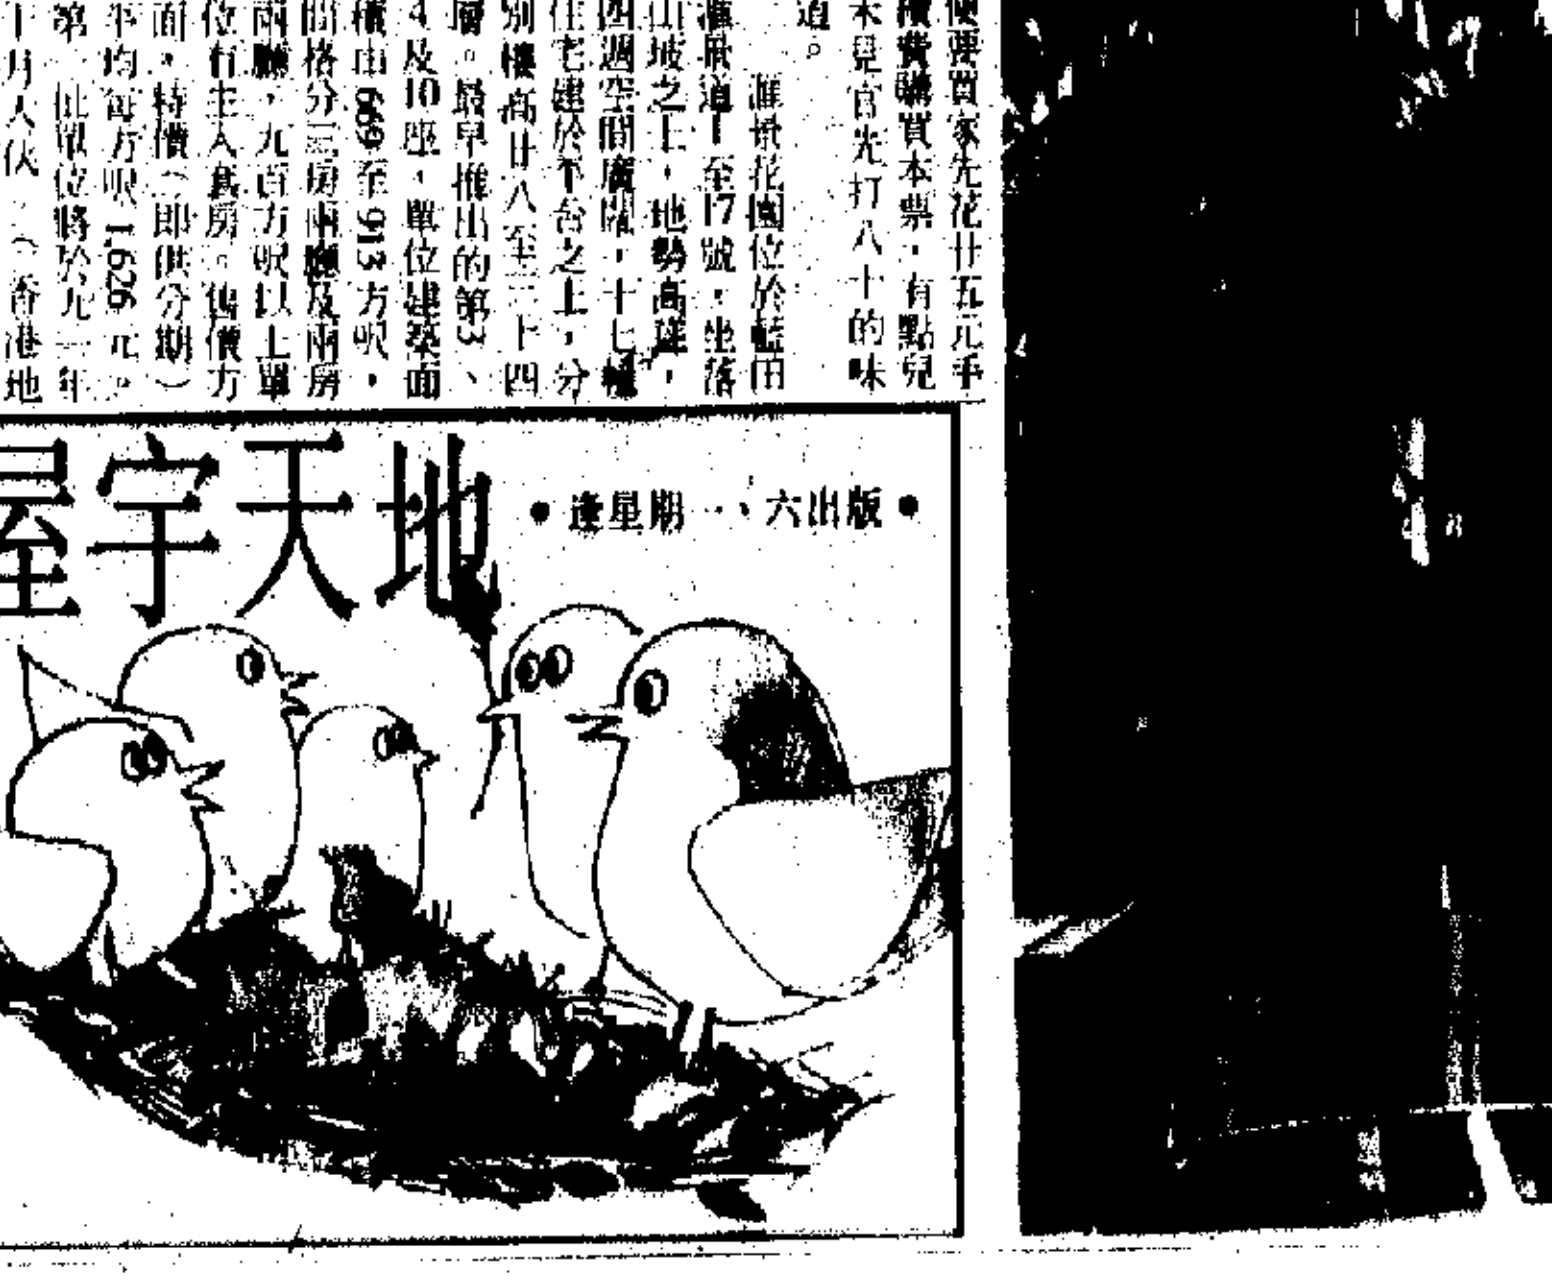 便要買家先花廿五元手
續費購買本票，有點兒
未見官先打八十的味
道。
滙景花園位於藍田
滙景道1至17號，坐落
山坡之上，地勢高達，
四週空間廣闊，十七幢
住宅建於平台之上，分
別樓高廿八至三十四
層。最早推出的第3、
4及10座，單位建築面
積由669至913方呎，
間格分三房兩廳及兩房
兩廳，九百方呎以上單
位有主人套房。售價方
面，特價（即供分期）
平均每方呎1,626元。
第一批單位將於九一年
十月入伙。（香港地
屋宇天地
•逢星期一、六出版•